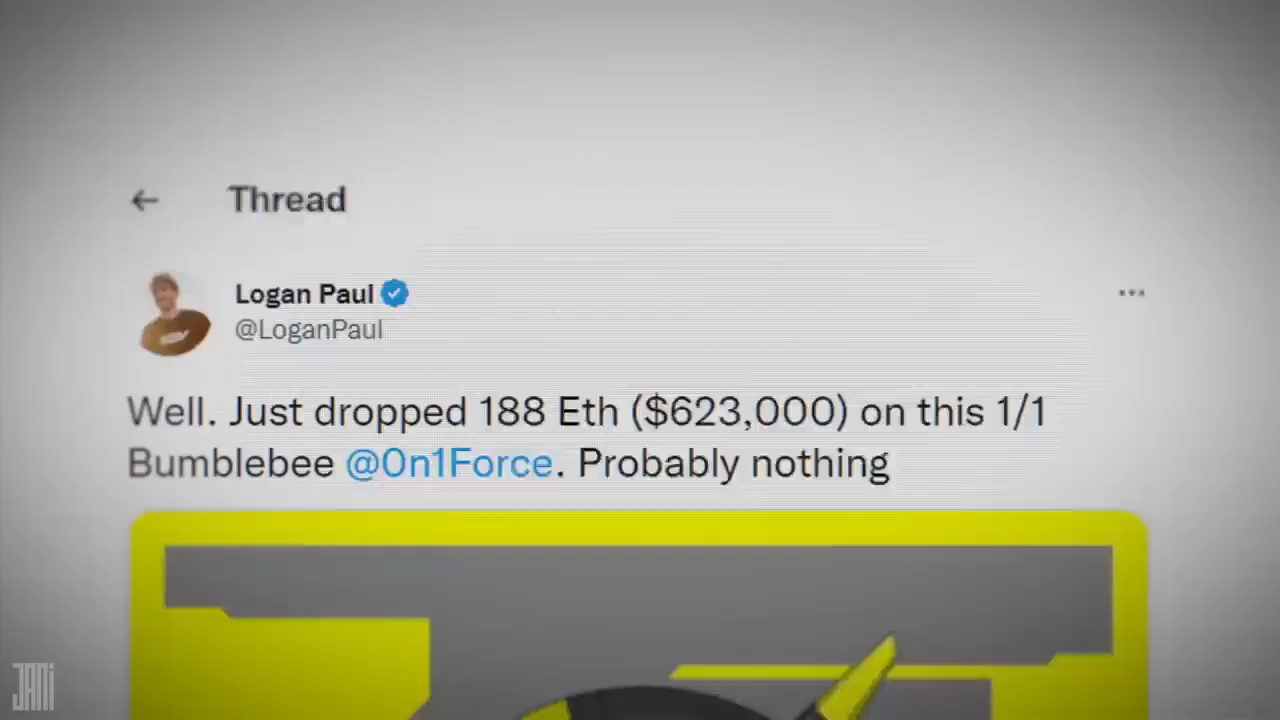 Thread
Logan Paul
@LoganPaul
Well. Just dropped 188 Eth ($623,000) on this 1/1
Bumblebee @0n1Force. Probably nothing
JANi